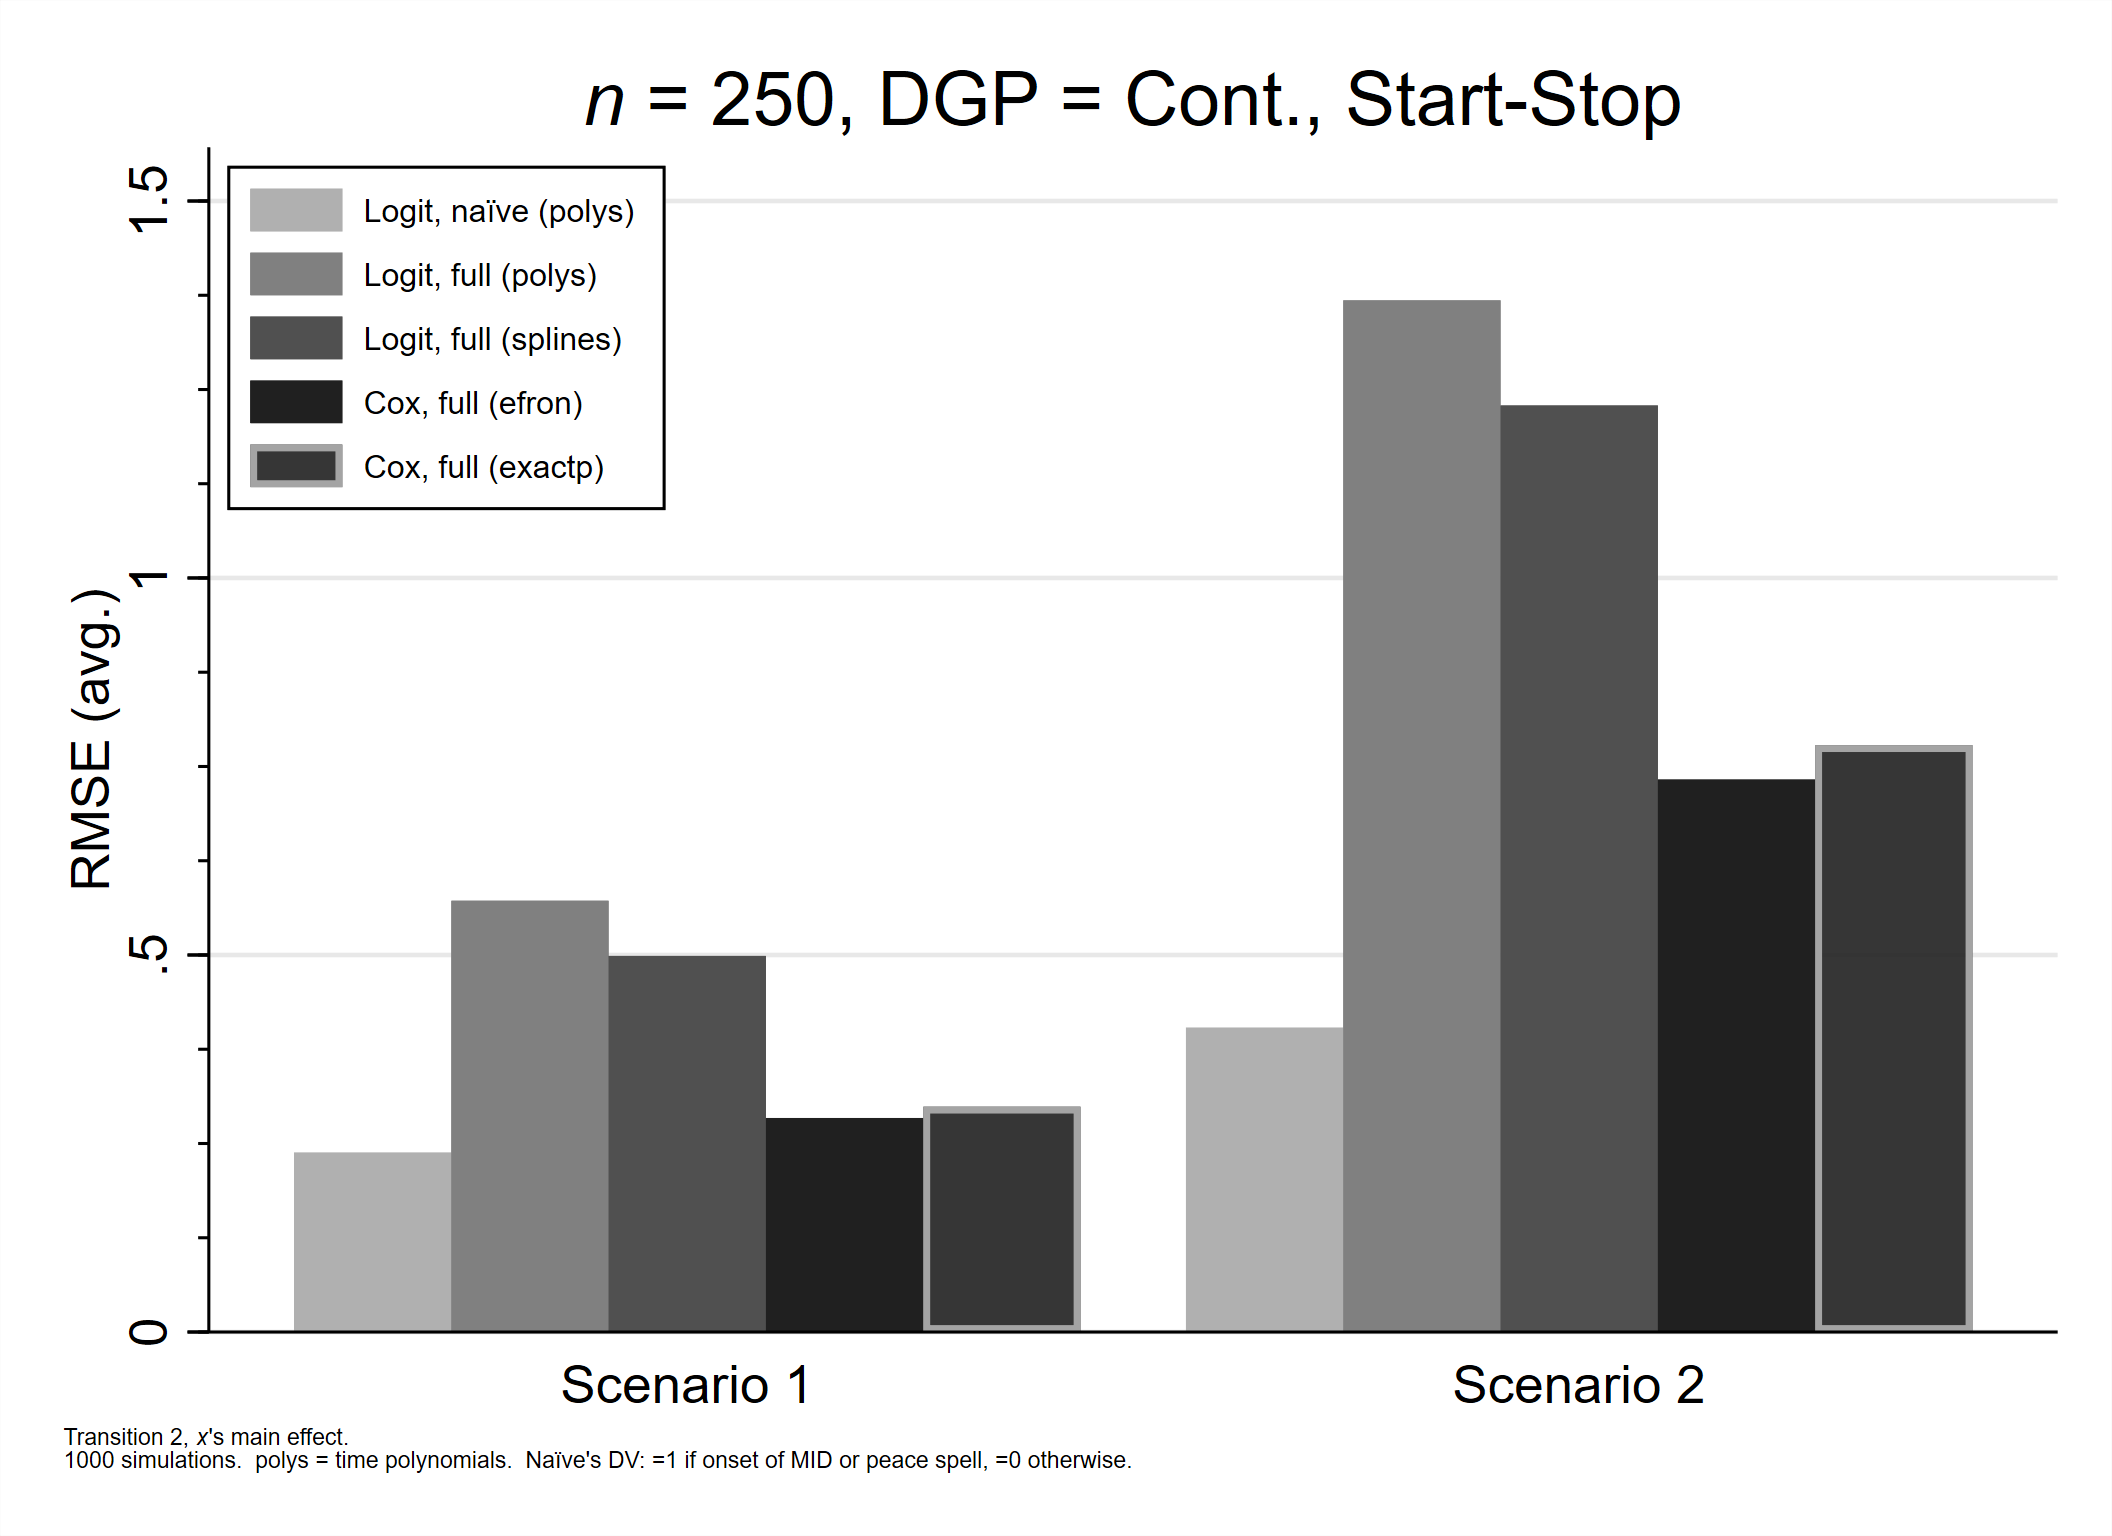 n = 250, DGP = Cont., Start-Stop
Logit, naïve (polys)
Logit, full (polys)
Logit, full (splines)
Cox, full (efron)
Cox, full (exactp)
RMSE (avg.)
1.5
1
.5
0
Scenario 1
Scenario 2
Transition 2, x's main effect.
1000 simulations.  polys = time polynomials.  Naïve's DV: =1 if onset of MID or peace spell, =0 otherwise.